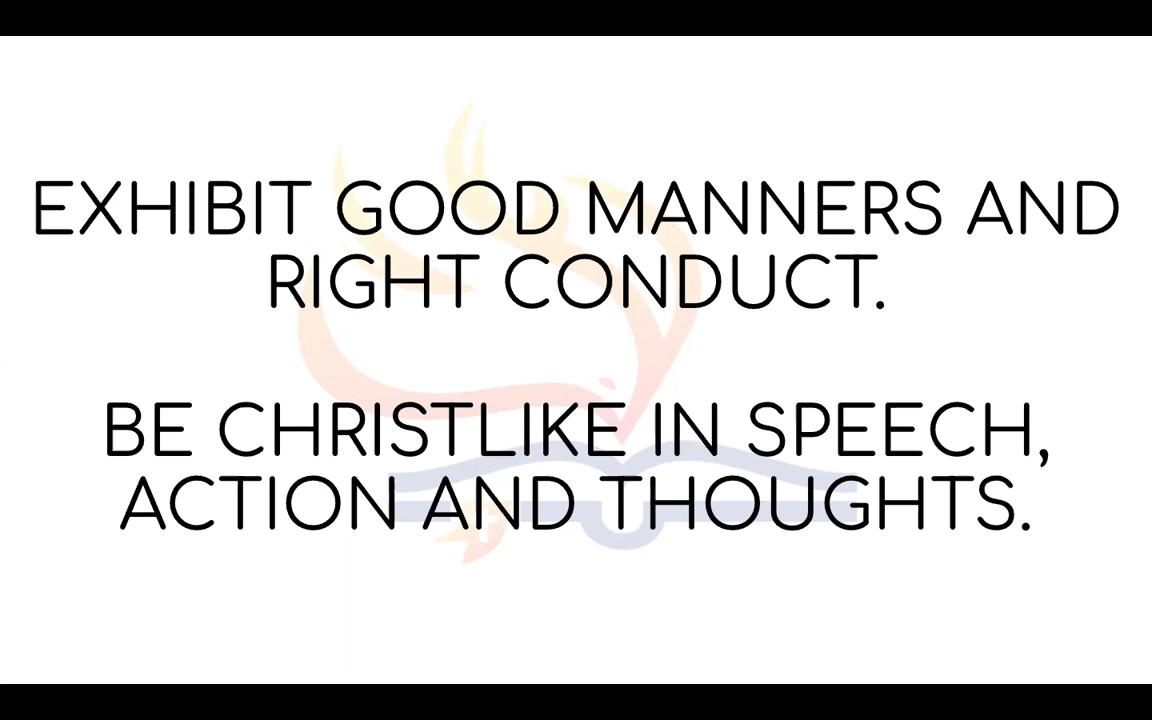 EXHIBIT GOOD MANNERS AND
RIGHT CONDUCT.
BE CHRISTLIKE IN SPEECH,
ACTION AND THOUGHTS.